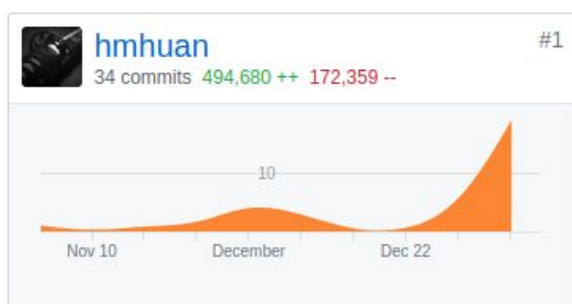 hmhuan
#1
34 commits 494,680 ++ 172,359 --
10
Nov 10 December Dec 22